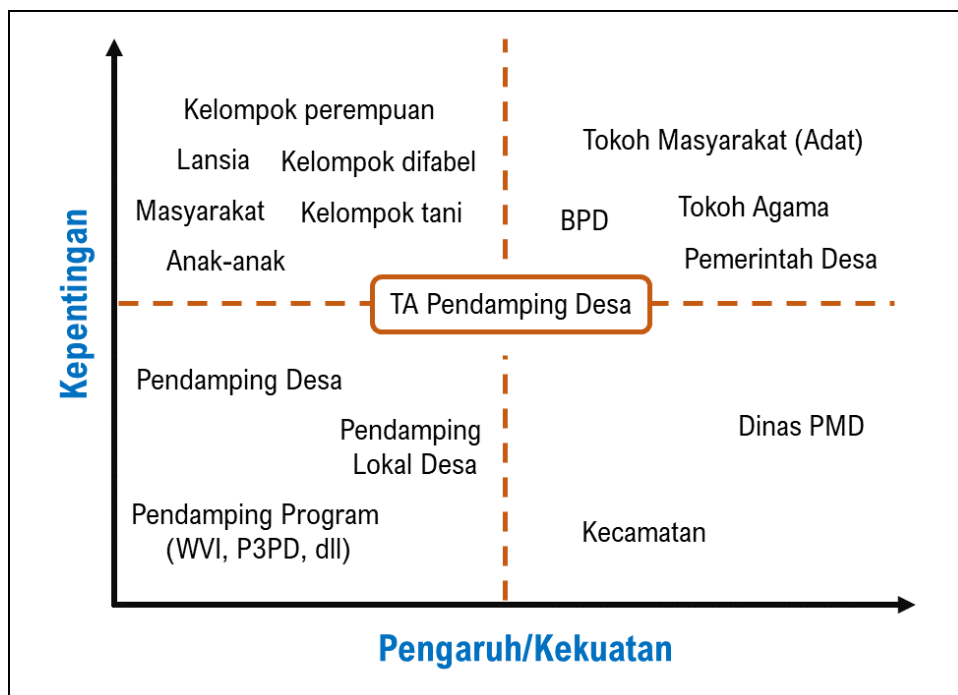 Kepentingan
Kelompok perempuan
Lansia
Kelompok difabel
Masyarakat
Kelompok tani
Anak-anak
Tokoh Masyarakat (Adat)
BPD
Tokoh Agama
Pemerintah Desa
TA Pendamping Desa
Pendamping Desa
Pendamping
Lokal Desa
Pendamping Program
(WVI, P3PD, dll)
Dinas PMD
Kecamatan
Pengaruh/Kekuatan